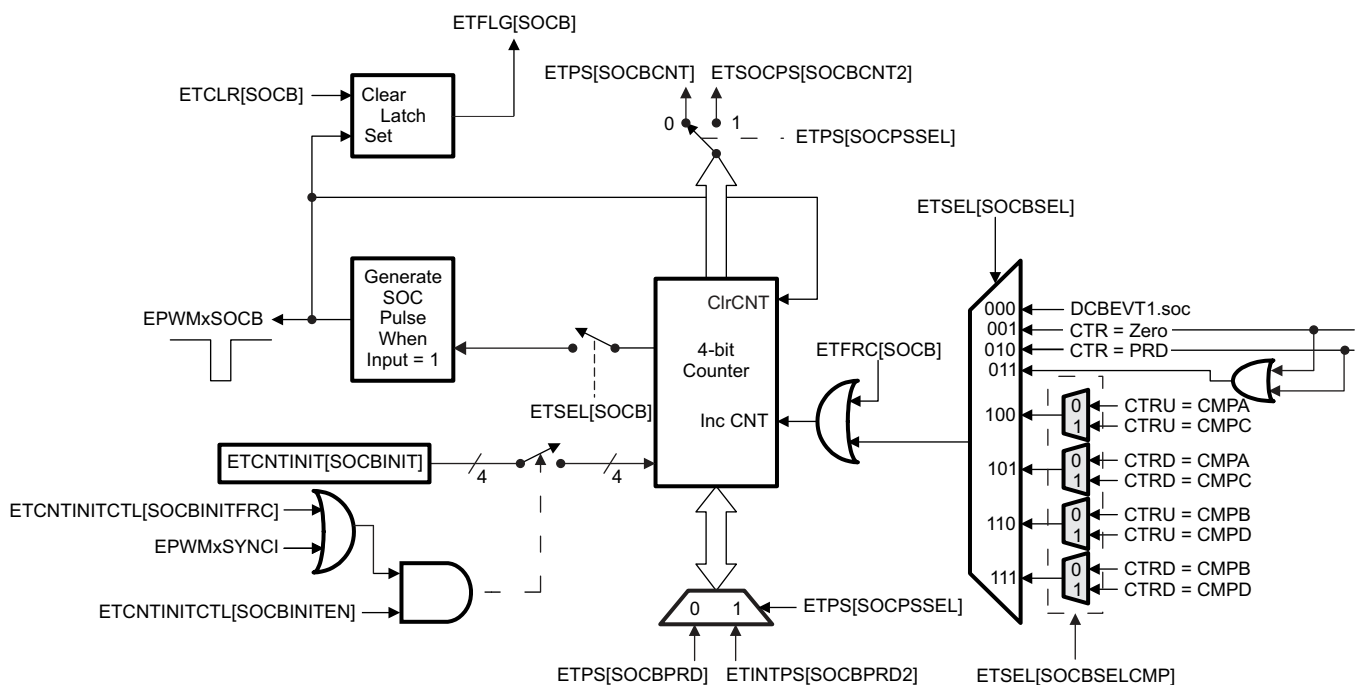 ETFLG[SOCB]
ETPS[SOCBCNT]
ETSOCPS[SOCBCNT2]
ETCLR[SOCB]
Clear
Latch
Set
0
1
ETPS[SOCPSSEL]
ETSEL[SOCBSEL]
Generate
SOC
Pulse
When
Input = 1
EPWMxSOCB
ClrCNT
4-bit
Counter
Inc CNT
ETSEL[SOCB]
ETFRC[SOCB]
000
DCBEVT1.soc
001
CTR = Zero
010
CTR = PRD
011
100
0
CTRU = CMPA
1
CTRU = CMPC
101
0
CTRD = CMPA
1
CTRD = CMPC
110
0
CTRU = CMPB
1
CTRU = CMPD
111
0
CTRD = CMPB
1
CTRD = CMPD
ETCNTINIT[SOCBINIT]
4
4
ETCNTINITCTL[SOCBINITFRC]
EPWMxSYNCI
ETCNTINITCTL[SOCBINITEN]
0
1
ETPS[SOCPSSEL]
ETPS[SOCBPRD]
ETINTPS[SOCBPRD2]
ETSEL[SOCBSELCMP]